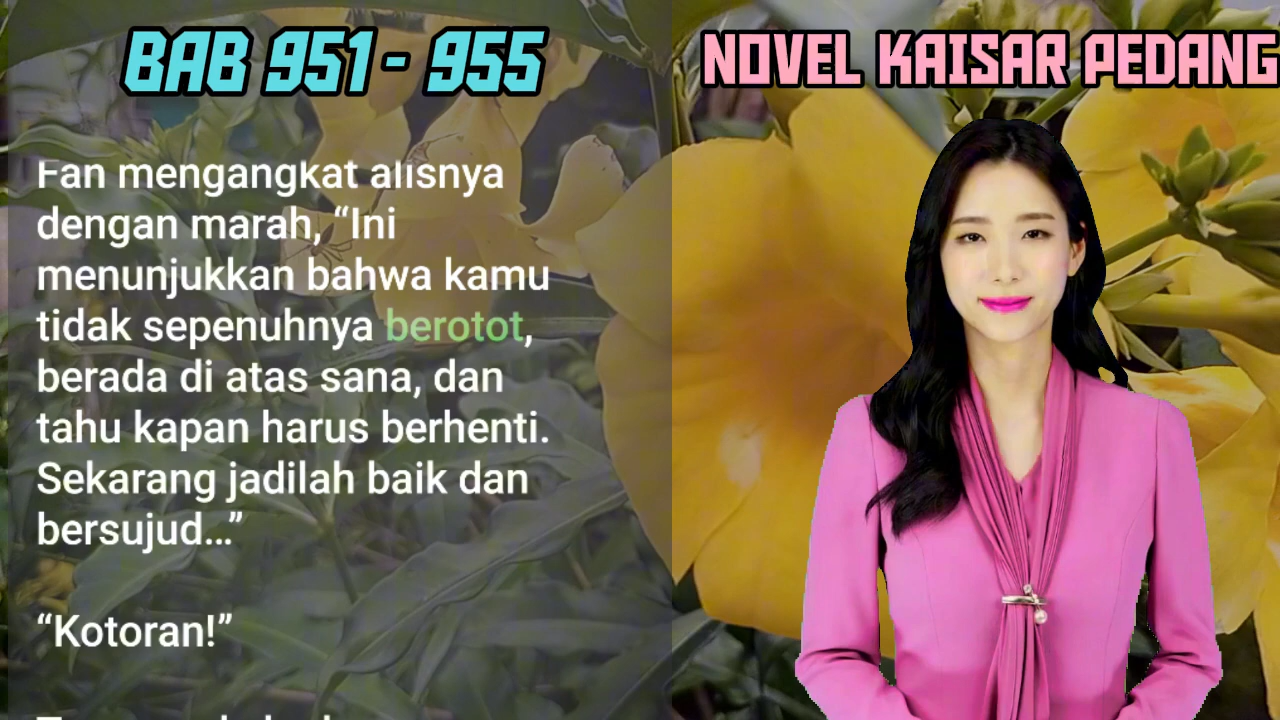 BAB 951 - 955
NOVEL KAISAR PEDANG
Fan mengangkat alisnya
dengan marah, “Ini
menunjukkan bahwa kamu
tidak sepenuhnya berotot,
berada di atas sana, dan
tahu kapan harus berhenti.
Sekarang jadilah baik dan
bersujud…”
“Kotoran!”